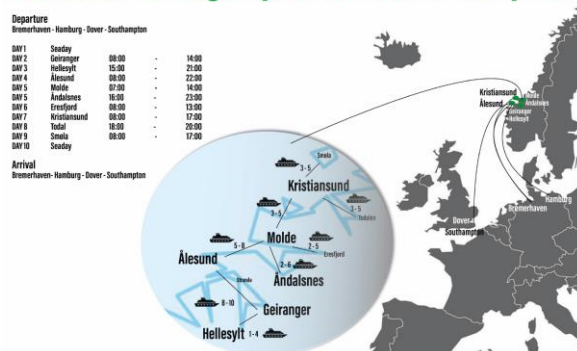 Departure
Bremerhaven - Hamburg - Dover - Southampton
DAY 1 Seaday
DAY 2 Geiranger 08:00 - 14:00
DAY 3 Hellesylt 15:00 - 21:00
DAY 4 Ålesund 08:00 - 22:00
DAY 5 Molde 07:00 - 14:00
DAY 5 Åndalsnes 16:00 - 23:00
DAY 6 Eresfjord 08:00 - 13:00
DAY 7 Kristiansund 08:00 - 17:00
DAY 8 Todal 18:00 - 20:00
DAY 9 Smøla 08:00 - 17:00
DAY 10 Seaday
Arrival
Bremerhaven- Hamburg - Dover - Southampton
Smøla
3 - 5
Kristiansund
3 - 5
3-5
Todalen
Molde
5 - 8
2 - 5
Eresfjord
Ålesund
2 - 6
Åndalsnes
Stranda
8 - 10
Geiranger
Hellesylt
1 - 4
Kristiansund
Molde
Ålesund
Åndalsnes
Geiranger
Hellesylt
Hamburg
Bremerhaven
Dover
Southampton